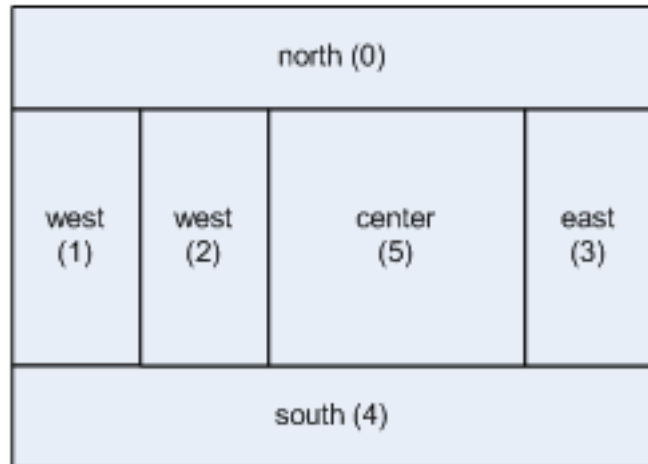 north (0)
west
(1)
west
(2)
center
(5)
east
(3)
south (4)